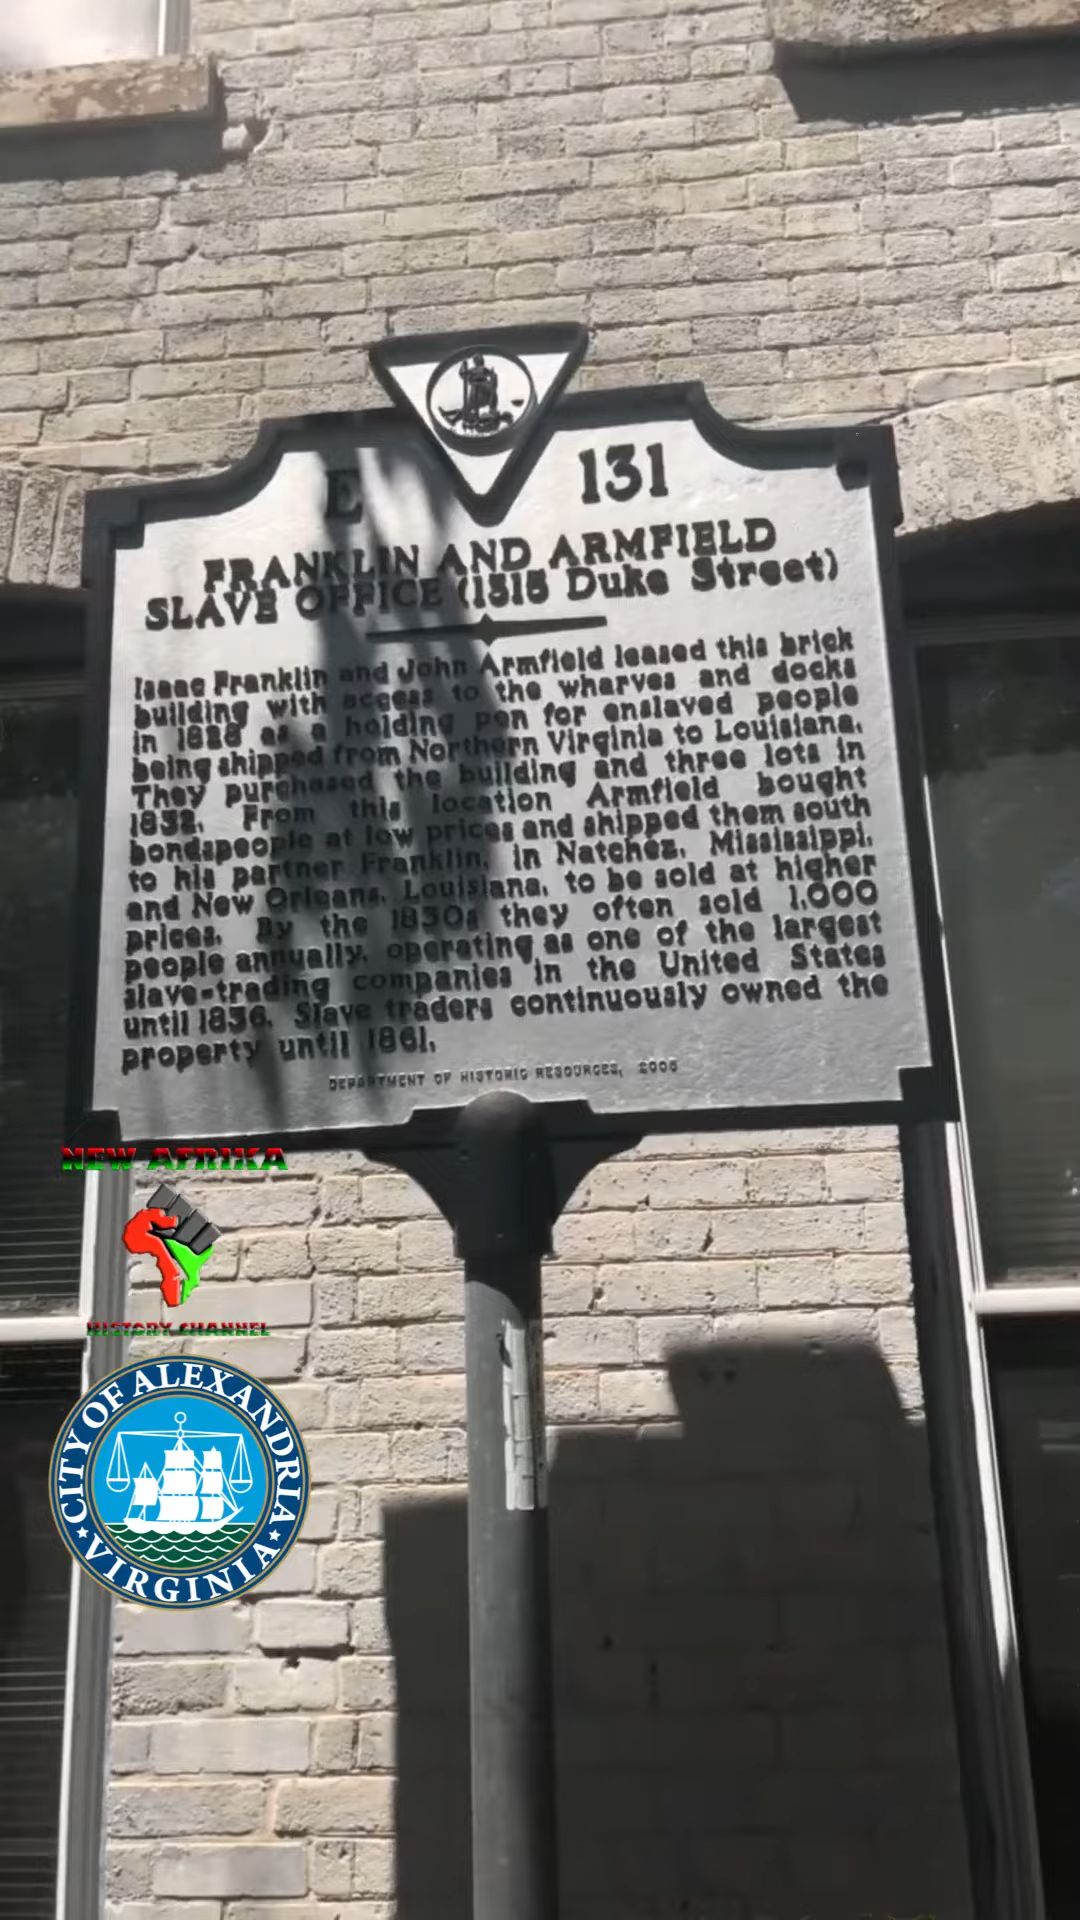 E 131
FRANKLIN AND ARMFIELD
SLAVE OFFICE (1315 Duke Street)
Isaac Franklin and John Armfield leased this brick
building with access to the wharves and docks
in 1828 as a holding pen for enslaved people
being shipped from Northern Virginia to Louisiana.
They purchased the building and three lots in
1832. From this location Armfield bought
bondspeople at low prices and shipped them south
to his partner Franklin, in Natchez, Mississippi,
and New Orleans, Louisiana, to be sold at higher
prices. By the 1830s they often sold 1,000
people annually, operating as one of the largest
slave-trading companies in the United States
until 1836. Slave traders continuously owned the
property until 1861.
DEPARTMENT OF HISTORIC RESOURCES, 2005
NEW AFRIKA
HISTORY CHANNEL
CITY OF ALEXANDRIA
VIRGINIA